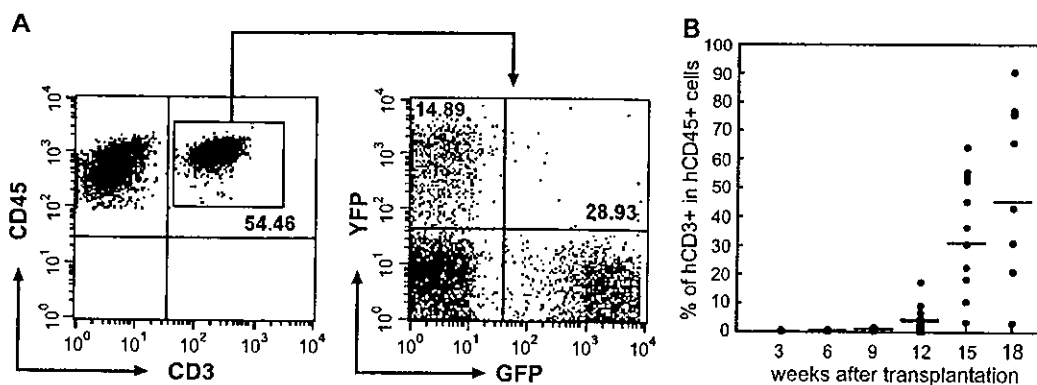 A
CD45
10^4
10^3
10^2
10^1
10^0
54.46
10^0 10^1 10^2 10^3 10^4
CD3
YFP
10^4
10^3
10^2
10^1
10^0
14.89
28.93
10^0 10^1 10^2 10^3 10^4
GFP
B
% of hCD3+ in hCD45+ cells
100
90
80
70
60
50
40
30
20
10
0
3 6 9 12 15 18
weeks after transplantation